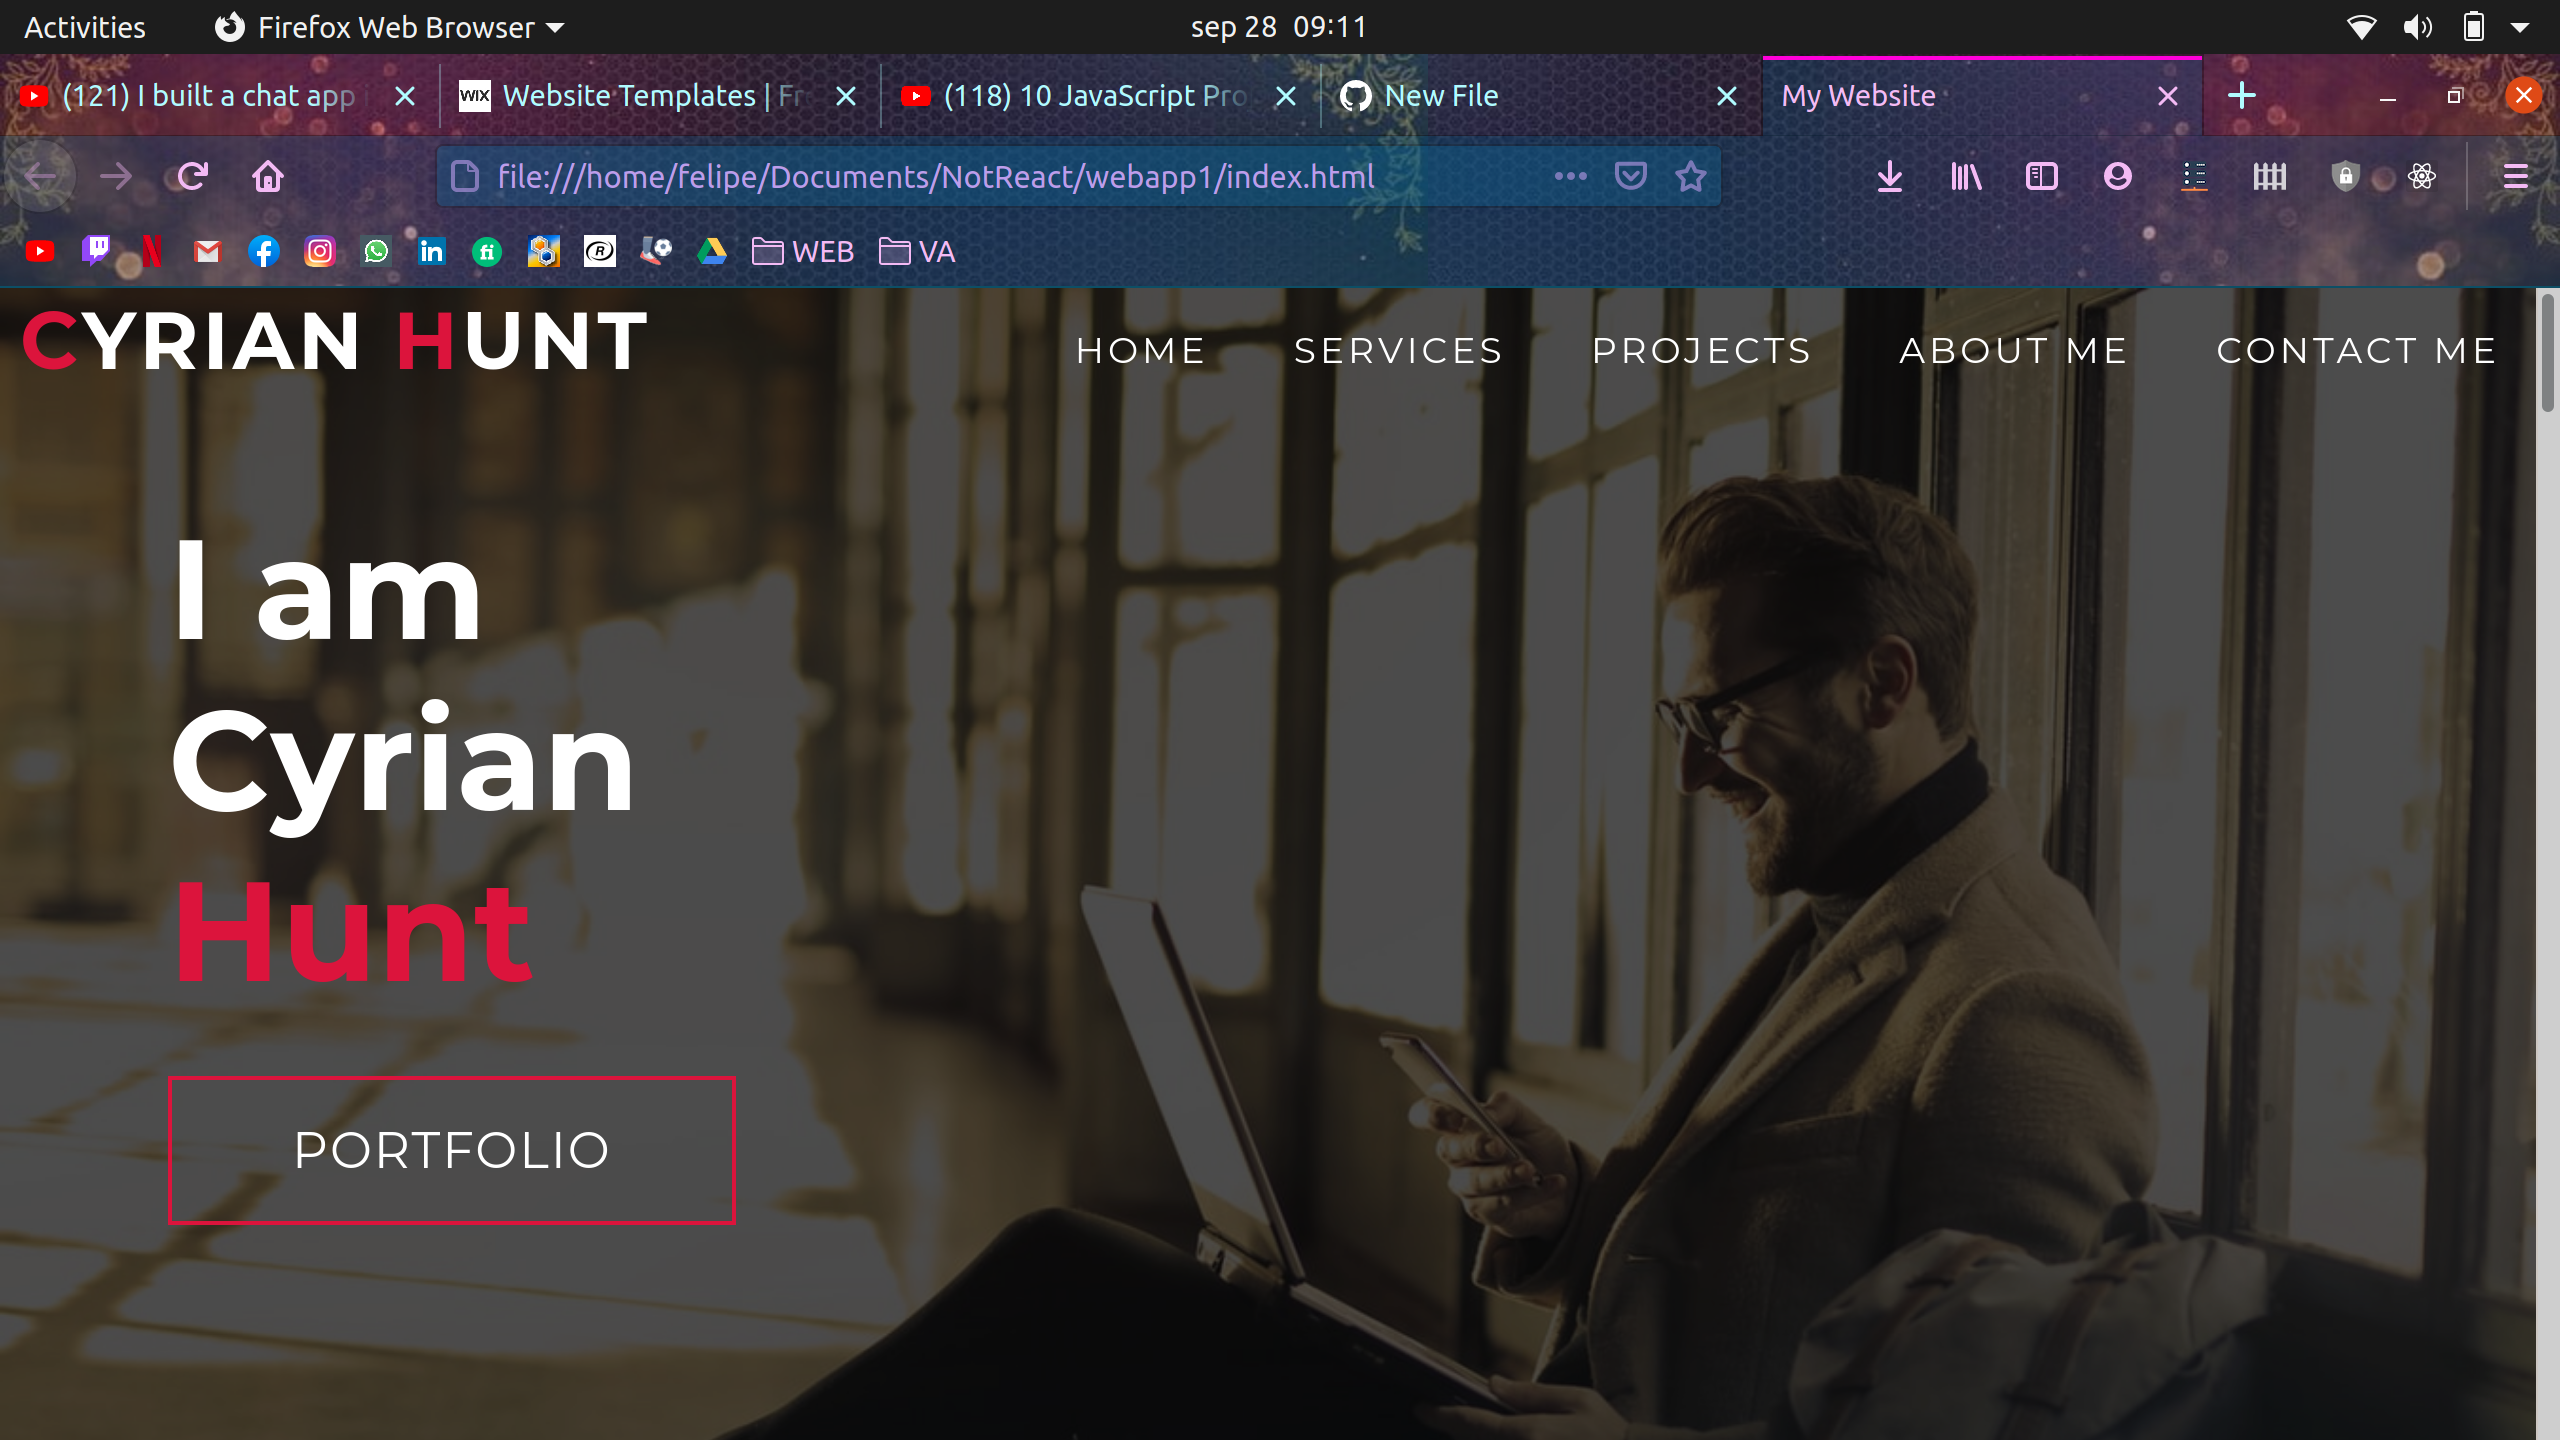 Activities Firefox Web Browser sep 28 09:11
(121) I built a chat app Website Templates | Fr (118) 10 JavaScript Pro New File My Website
WIX
file:///home/felipe/Documents/NotReact/webapp1/index.html
WEB VA
CYRIAN HUNT HOME SERVICES PROJECTS ABOUT ME CONTACT ME
I am
Cyrian
Hunt
PORTFOLIO